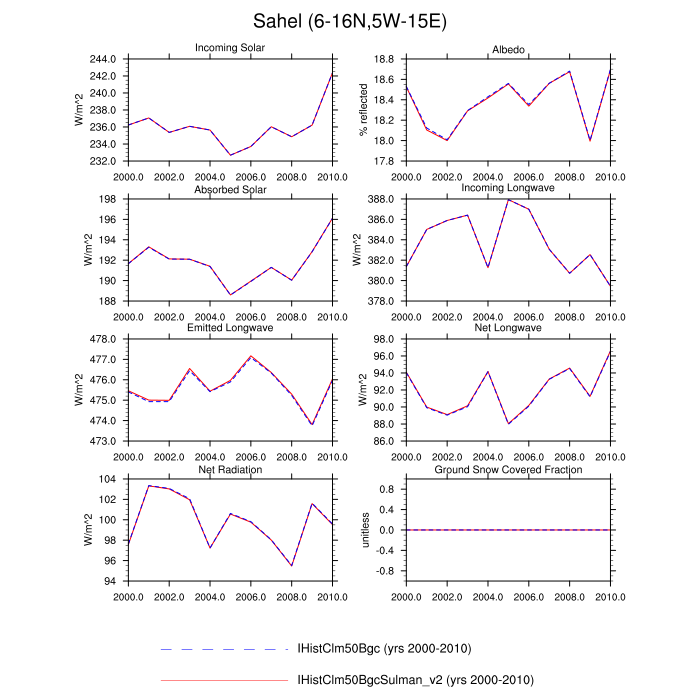 Sahel (6-16N,5W-15E)
Incoming Solar
W/m^2
244.0
242.0
240.0
238.0
236.0
234.0
232.0
2000.0 2002.0 2004.0 2006.0 2008.0 2010.0
Albedo
% reflected
18.8
18.6
18.4
18.2
18.0
17.8
2000.0 2002.0 2004.0 2006.0 2008.0 2010.0
Absorbed Solar
W/m^2
198
196
194
192
190
188
2000.0 2002.0 2004.0 2006.0 2008.0 2010.0
Incoming Longwave
W/m^2
388.0
386.0
384.0
382.0
380.0
378.0
2000.0 2002.0 2004.0 2006.0 2008.0 2010.0
Emitted Longwave
W/m^2
478.0
477.0
476.0
475.0
474.0
473.0
2000.0 2002.0 2004.0 2006.0 2008.0 2010.0
Net Longwave
W/m^2
98.0
96.0
94.0
92.0
90.0
88.0
86.0
2000.0 2002.0 2004.0 2006.0 2008.0 2010.0
Net Radiation
W/m^2
104
102
100
98
96
94
2000.0 2002.0 2004.0 2006.0 2008.0 2010.0
Ground Snow Covered Fraction
unitless
0.8
0.4
0.0
-0.4
-0.8
2000.0 2002.0 2004.0 2006.0 2008.0 2010.0
IHistClm50Bgc (yrs 2000-2010)
IHistClm50BgcSulman_v2 (yrs 2000-2010)